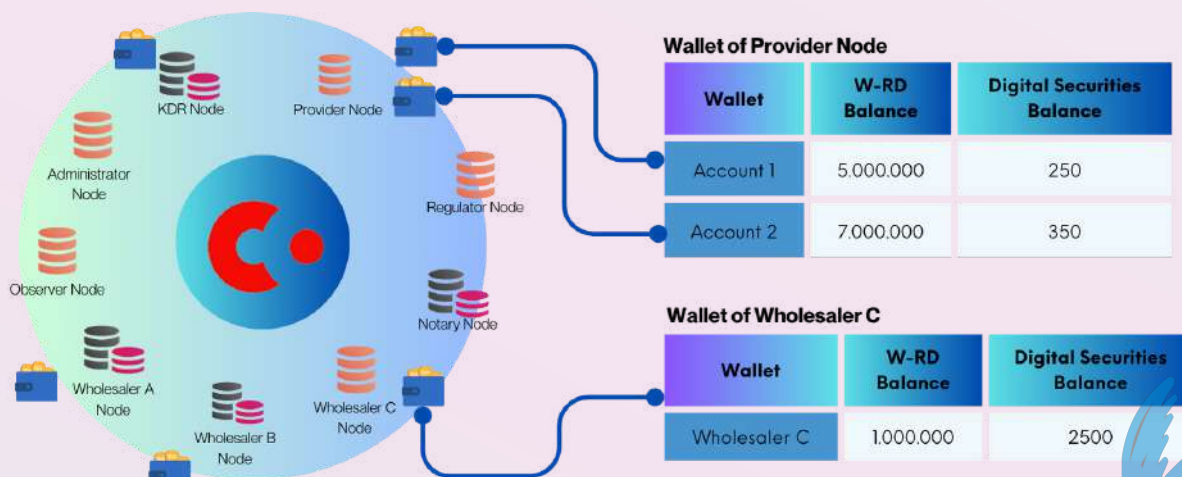 KDR Node
Provider Node
Administrator
Node
Regulator Node
Observer Node
Notary Node
Wholesaler A
Node
Wholesaler B
Node
Wholesaler C
Node
Wallet of Provider Node
Wallet
W-RD
Balance
Digital Securities
Balance
Account 1
5.000.000
250
Account 2
7.000.000
350
Wallet of Wholesaler C
Wallet
W-RD
Balance
Digital Securities
Balance
Wholesaler C
1.000.000
2500